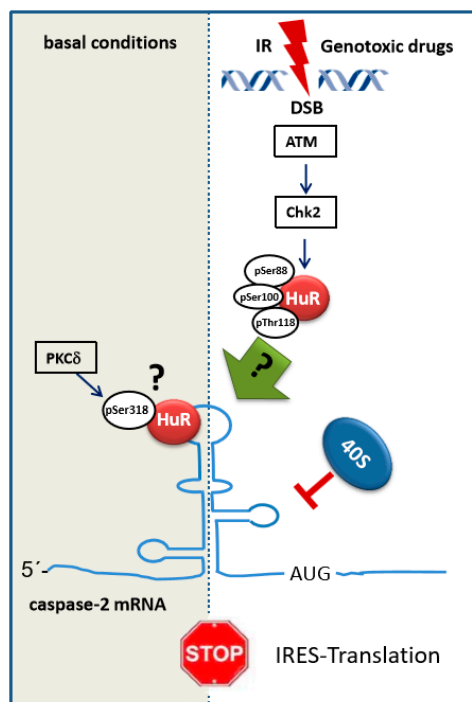 basal conditions
IR
Genotoxic drugs
DSB
ATM
Chk2
pSer88
pSer100
HuR
pThr118
?
PKCδ
?
pSer318
HuR
40S
5´-
AUG
caspase-2 mRNA
STOP
IRES-Translation